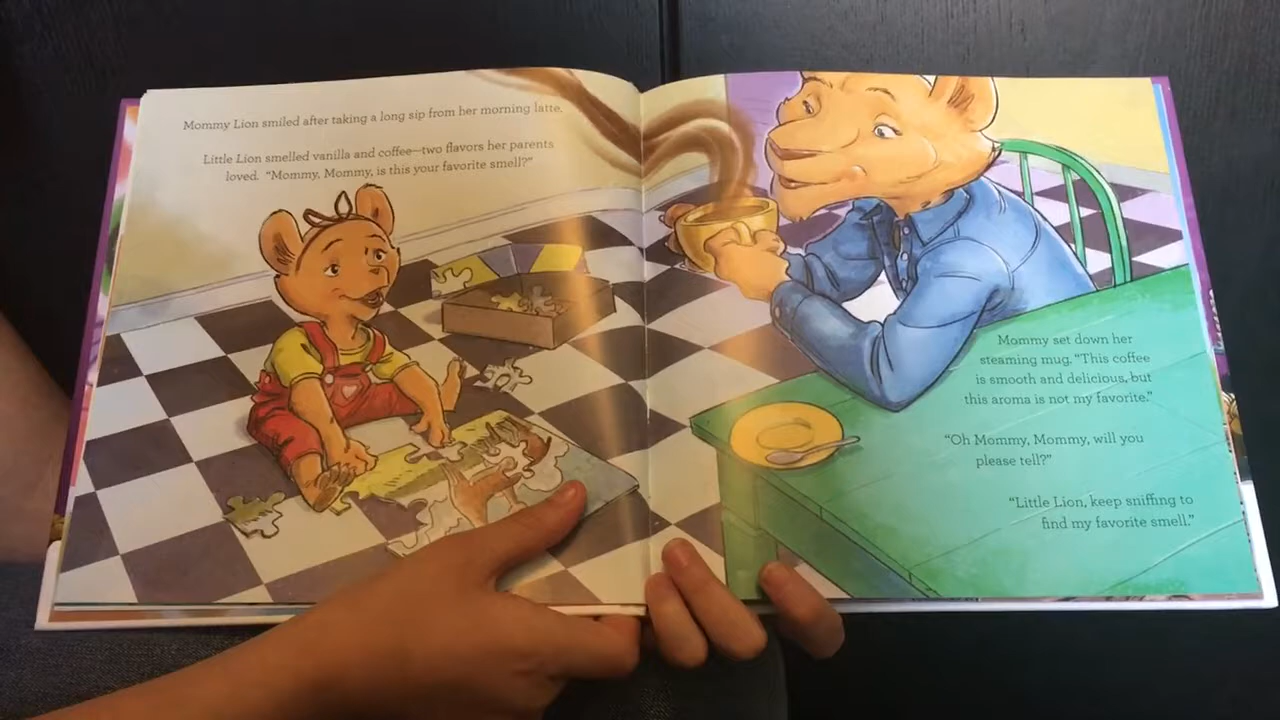 Mommy Lion smiled after taking a long sip from her morning latte.
Little Lion smelled vanilla and coffee—two flavors her parents
loved. "Mommy, Mommy, is this your favorite smell?"
Mommy set down her
steaming mug. "This coffee
is smooth and delicious, but
this aroma is not my favorite."
"Oh Mommy, Mommy, will you
please tell?"
"Little Lion, keep sniffing to
find my favorite smell."